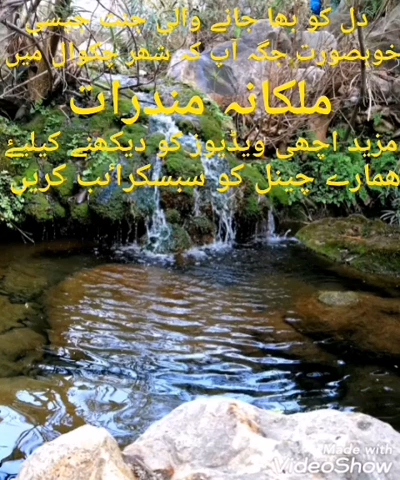 دل کو بھا جانے والی جنت جیسی
خوبصورت جگہ آپ کے شہر چکوال میں
ملکانہ مندرات
مزید اچھی ویڈیوز کو دیکھنے کیلئے
ہمارے چینل کو سبسکرائب کریں
Made with
VideoShow